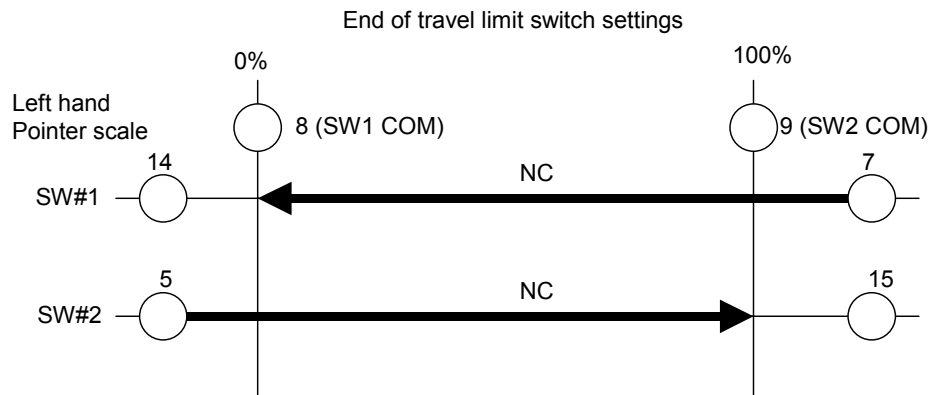 End of travel limit switch settings
0%
100%
Left hand
Pointer scale
8 (SW1 COM)
9 (SW2 COM)
14
NC
7
SW#1
5
NC
15
SW#2